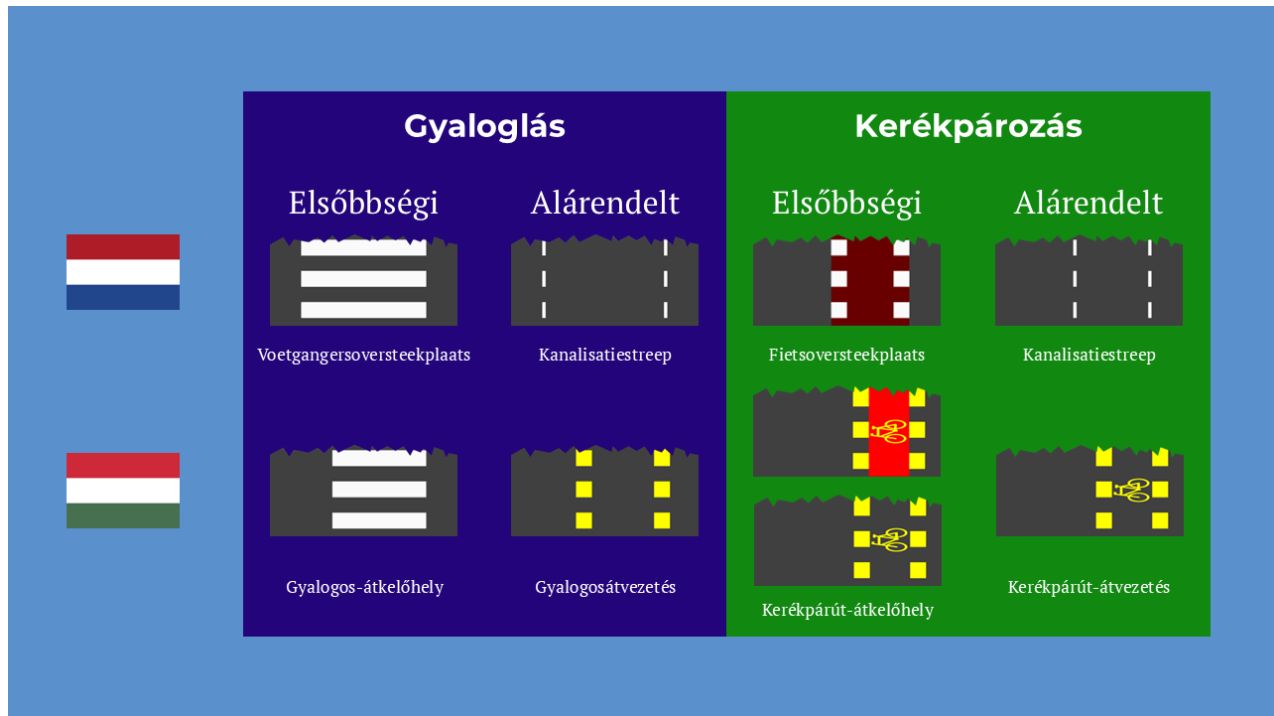 Gyaloglás
Kerékpározás
Elsőbbségi
Alárendelt
Elsőbbségi
Alárendelt
Voetgangersoversteekplaats
Kanalisatiestreep
Fietsoversteekplaats
Kanalisatiestreep
Gyalogos-átkelőhely
Gyalogosátvezetés
Kerékpárút-átkelőhely
Kerékpárút-átvezetés